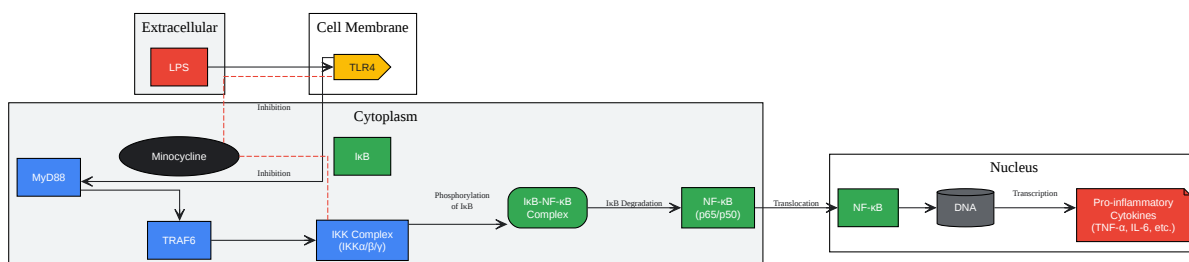 Extracellular
Cell Membrane
LPS
TLR4
Inhibition
Cytoplasm
Minocycline
IκB
MyD88
Inhibition
Nucleus
Phosphorylation
of IκB
IκB-NF-κB
Complex
IκB Degradation
NF-κB
(p65/p50)
Translocation
NF-κB
DNA
Transcription
Pro-inflammatory
Cytokines
(TNF-α, IL-6, etc.)
TRAF6
IKK Complex
(IKKα/β/γ)